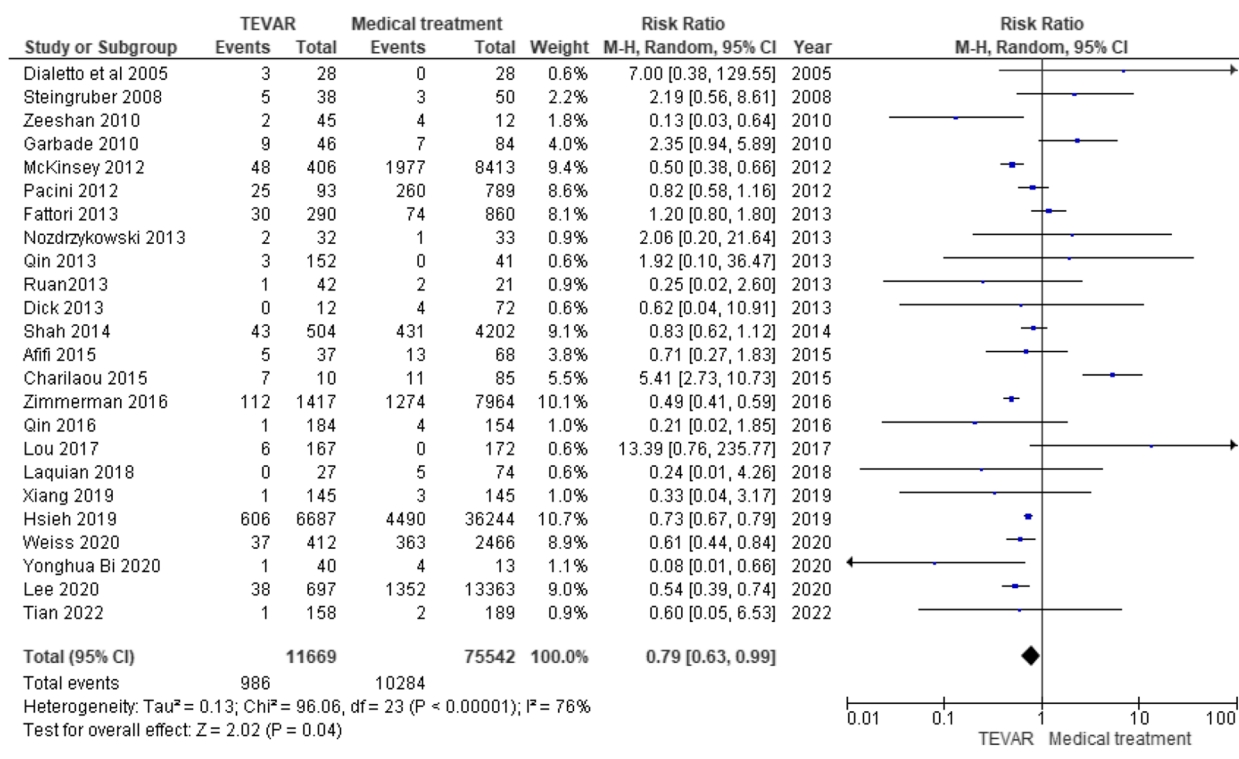 TEVAR Medical treatment Risk Ratio Risk Ratio
Study or Subgroup Events Total Events Total Weight M-H, Random, 95% CI Year M-H, Random, 95% CI
Dialetto et al 2005 3 28 0 28 0.6% 7.00 [0.38, 129.55] 2005
Steingruber 2008 5 38 3 50 2.2% 2.19 [0.56, 8.61] 2008
Zeeshan 2010 2 45 4 12 1.8% 0.13 [0.03, 0.64] 2010
Garbade 2010 9 46 7 84 4.0% 2.35 [0.94, 5.89] 2010
McKinsey 2012 48 406 1977 8413 9.4% 0.50 [0.38, 0.66] 2012
Pacini 2012 25 93 260 789 8.6% 0.82 [0.58, 1.16] 2012
Fattori 2013 30 290 74 860 8.1% 1.20 [0.80, 1.80] 2013
Nozdrzykowski 2013 2 32 1 33 0.9% 2.06 [0.20, 21.64] 2013
Qin 2013 3 152 0 41 0.6% 1.92 [0.10, 36.47] 2013
Ruan2013 1 42 2 21 0.9% 0.25 [0.02, 2.60] 2013
Dick 2013 0 12 4 72 0.6% 0.62 [0.04, 10.91] 2013
Shah 2014 43 504 431 4202 9.1% 0.83 [0.62, 1.12] 2014
Afifi 2015 5 37 13 68 3.8% 0.71 [0.27, 1.83] 2015
Charilaou 2015 7 10 11 85 5.5% 5.41 [2.73, 10.73] 2015
Zimmerman 2016 112 1417 1274 7964 10.1% 0.49 [0.41, 0.59] 2016
Qin 2016 1 184 4 154 1.0% 0.21 [0.02, 1.85] 2016
Lou 2017 6 167 0 172 0.6% 13.39 [0.76, 235.77] 2017
Laquian 2018 0 27 5 74 0.6% 0.24 [0.01, 4.26] 2018
Xiang 2019 1 145 3 145 1.0% 0.33 [0.04, 3.17] 2019
Hsieh 2019 606 6687 4490 36244 10.7% 0.73 [0.67, 0.79] 2019
Weiss 2020 37 412 363 2466 8.9% 0.61 [0.44, 0.84] 2020
Yonghua Bi 2020 1 40 4 13 1.1% 0.08 [0.01, 0.66] 2020
Lee 2020 38 697 1352 13363 9.0% 0.54 [0.39, 0.74] 2020
Tian 2022 1 158 2 189 0.9% 0.60 [0.05, 6.53] 2022
Total (95% CI) 11669 75542 100.0% 0.79 [0.63, 0.99]
Total events 986 10284
Heterogeneity: Tau² = 0.13; Chi² = 96.06, df = 23 (P < 0.00001); I² = 76%
Test for overall effect: Z = 2.02 (P = 0.04)
0.01 0.1 1 10 100
TEVAR Medical treatment